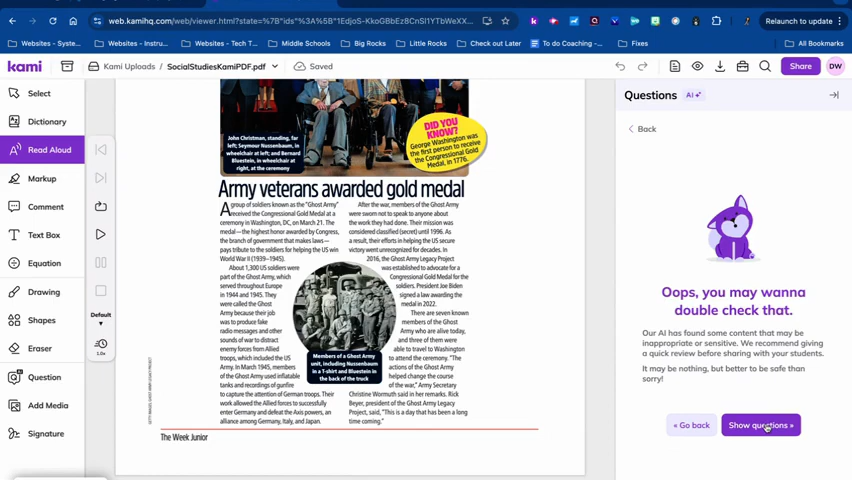 web.kamihq.com/web/viewer.html?state=%7B"ids"%3A%5B"1EdjoS-KkoGBbEz8CnSl1YTbWeXX...
Relaunch to update
Websites - Syste...
Websites - Instru...
Websites - Tech T...
Middle Schools
Big Rocks
Little Rocks
Check out Later
To do Coaching -...
Fixes
All Bookmarks
kami
Kami Uploads / SocialStudiesKamiPDF.pdf
Saved
Share
DW
Select
Dictionary
Read Aloud
Markup
Comment
Text Box
Equation
Drawing
Shapes
Eraser
Question
Add Media
Signature
Default
1.0x
John Christman, standing, far
left; Seymour Nussenbaum, in
wheelchair at left; and Bernard
Bluestein, in wheelchair at
right, at the ceremony
DID YOU
KNOW?
George Washington was
the first person to receive
the Congressional Gold
Medal, in 1776.
Army veterans awarded gold medal
A group of soldiers known as the "Ghost Army"
received the Congressional Gold Medal at a
ceremony in Washington, DC, on March 21. The
medal—the highest honor awarded by Congress,
the branch of government that makes laws—
pays tribute to the soldiers for helping the US win
World War II (1939–1945).
About 1,300 US soldiers were
part of the Ghost Army, which
served throughout Europe
in 1944 and 1945. They
were called the Ghost
Army because their job
was to produce fake
radio messages and other
sounds of war to distract
enemy forces from Allied
troops, which included the US
Army. In March 1945, members
of the Ghost Army used inflatable
tanks and recordings of gunfire
to capture the attention of German troops. Their
work allowed the Allied forces to successfully
enter Germany and defeat the Axis powers, an
alliance among Germany, Italy, and Japan.
After the war, members of the Ghost Army
were sworn not to speak to anyone about
the work they had done. Their mission was
considered classified (secret) until 1996. As
a result, their efforts in helping the US secure
victory went unrecognized for decades. In
2016, the Ghost Army Legacy Project
was established to advocate for a
Congressional Gold Medal for the
soldiers. President Joe Biden
signed a law awarding the
medal in 2022.
There are seven known
members of the Ghost
Army who are alive today,
and three of them were
able to travel to Washington
to attend the ceremony. "The
actions of the Ghost Army
helped change the course
of the war," Army Secretary
Christine Wormuth said in her remarks. Rick
Beyer, president of the Ghost Army Legacy
Project, said, "This is a day that has been a long
time coming."
Members of a Ghost Army
unit, including Nussenbaum
in a T-shirt and Bluestein in
the back of the truck
The Week Junior
Questions
AI
Back
Oops, you may wanna
double check that.
Our AI has found some content that may be
inappropriate or sensitive. We recommend giving
a quick review before sharing with your students.
It may be nothing, but better to be safe than
sorry!
« Go back
Show questions »